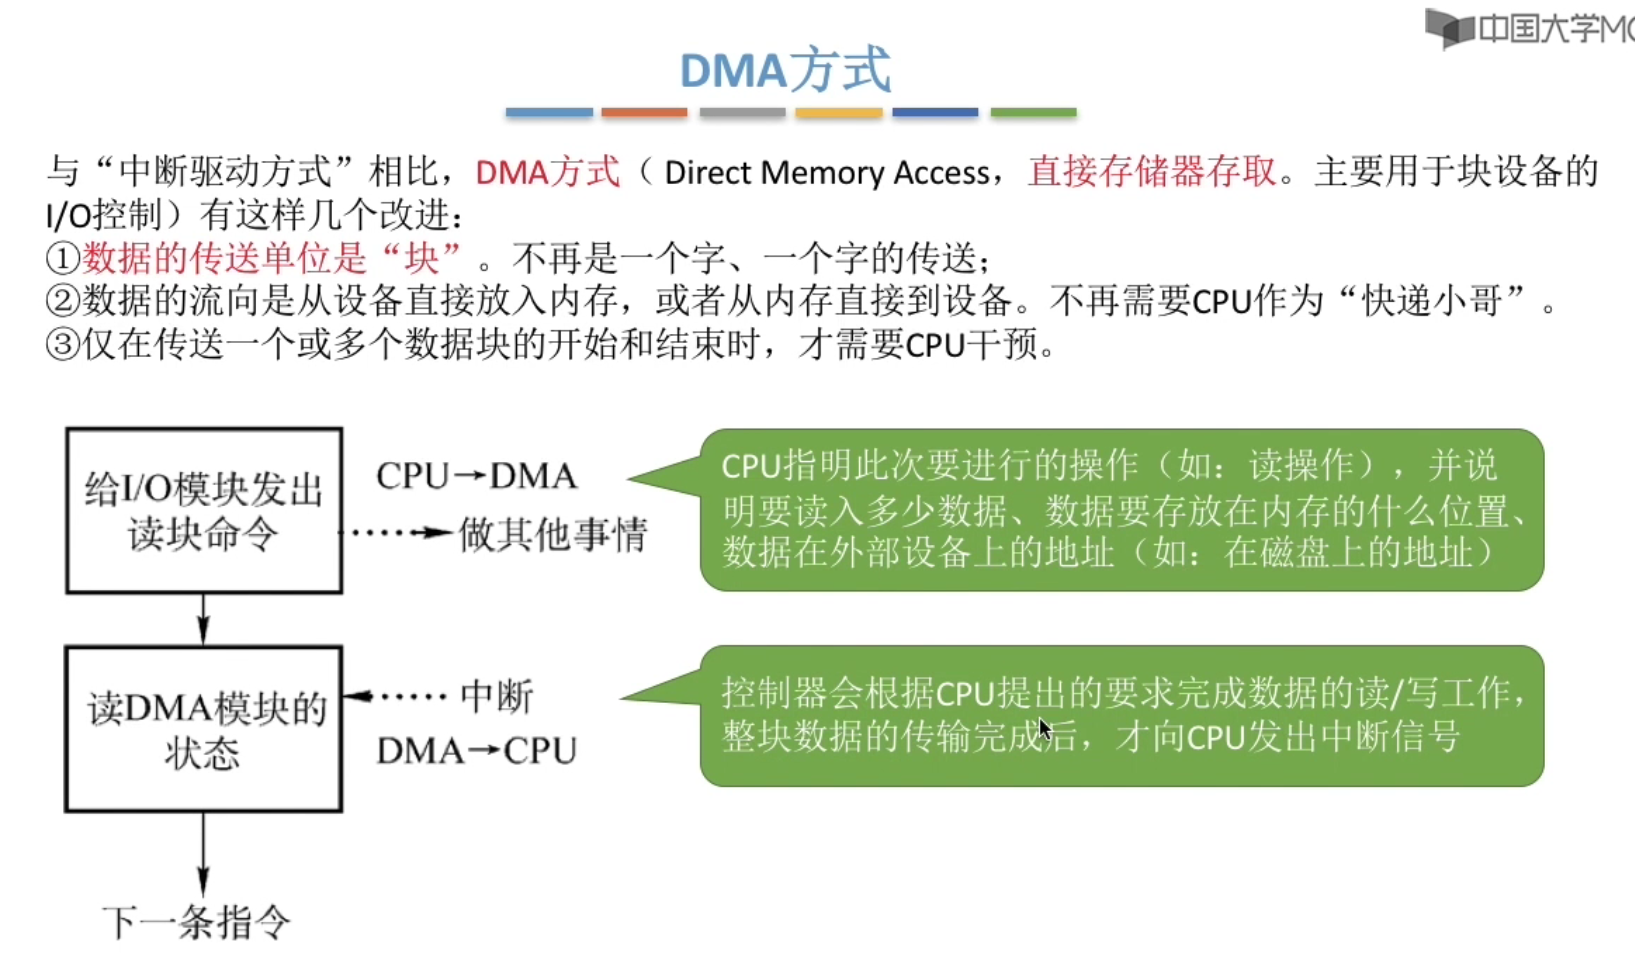 中国大学MO
DMA方式
与“中断驱动方式”相比，DMA方式（ Direct Memory Access，直接存储器存取。主要用于块设备的
I/O控制）有这样几个改进：
①数据的传送单位是“块”。不再是一个字、一个字的传送；
②数据的流向是从设备直接放入内存，或者从内存直接到设备。不再需要CPU作为“快递小哥”。
③仅在传送一个或多个数据块的开始和结束时，才需要CPU干预。
给I/O模块发出
读块命令
CPU→DMA
做其他事情
CPU指明此次要进行的操作（如：读操作），并说
明要读入多少数据、数据要存放在内存的什么位置、
数据在外部设备上的地址（如：在磁盘上的地址）
读DMA模块的
状态
中断
DMA→CPU
控制器会根据CPU提出的要求完成数据的读/写工作，
整块数据的传输完成后，才向CPU发出中断信号
下一条指令